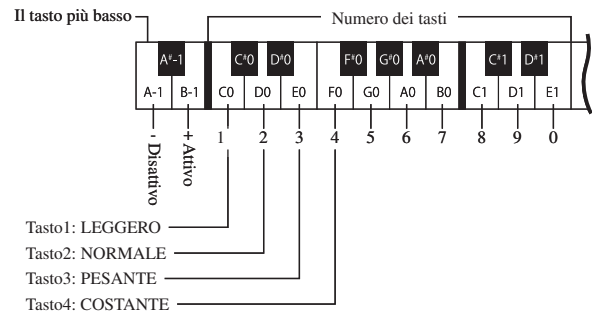 Il tasto più basso
Numero dei tasti
A#-1 C#0 D#0 F#0 G#0 A#0 C#1 D#1
A-1 B-1 C0 D0 E0 F0 G0 A0 B0 C1 D1 E1
1 2 3 4 5 6 7 8 9 0
- Disattivo
+ Attivo
Tasto1: LEGGERO
Tasto2: NORMALE
Tasto3: PESANTE
Tasto4: COSTANTE